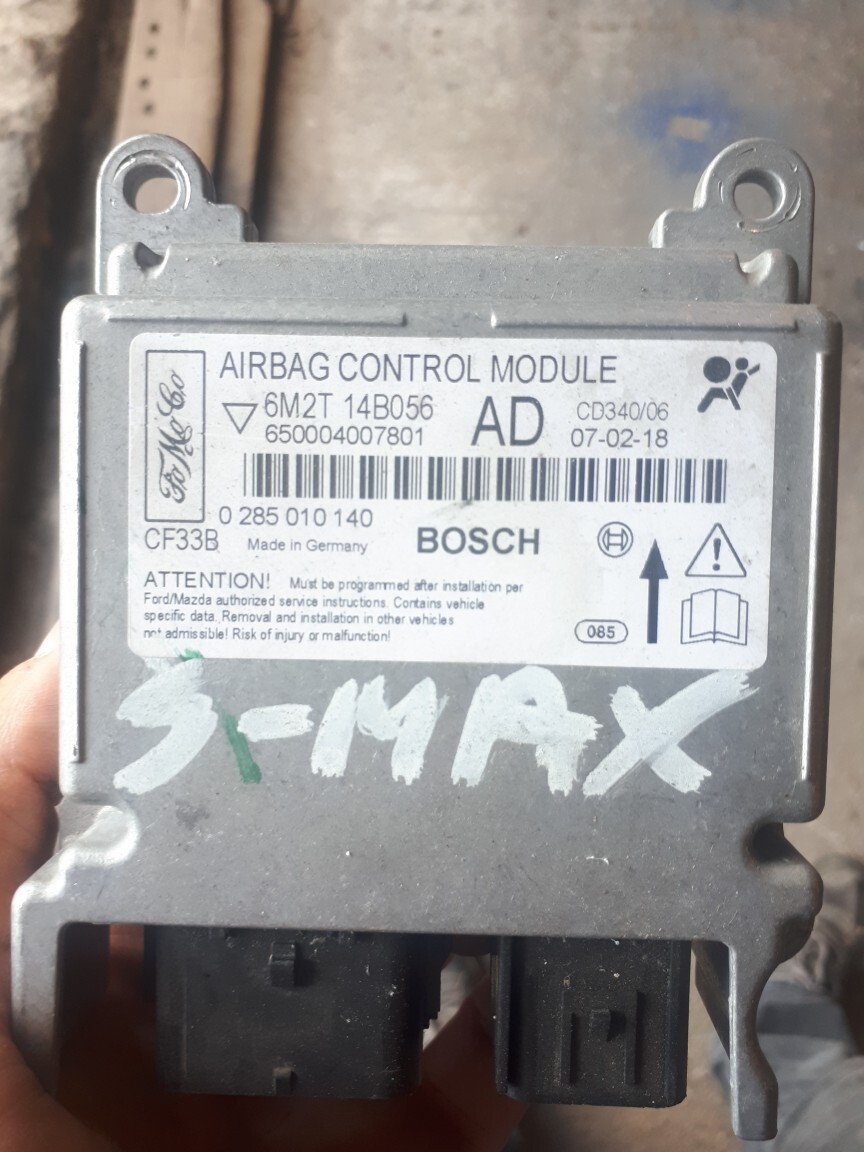 FoMoCo
AIRBAG CONTROL MODULE
6M2T 14B056 AD CD340/06
650004007801 07-02-18
0 285 010 140
CF33B Made in Germany BOSCH
ATTENTION! Must be programmed after installation per
Ford/Mazda authorized service instructions. Contains vehicle
specific data. Removal and installation in other vehicles
not admissible! Risk of injury or malfunction!
085
S-MAX